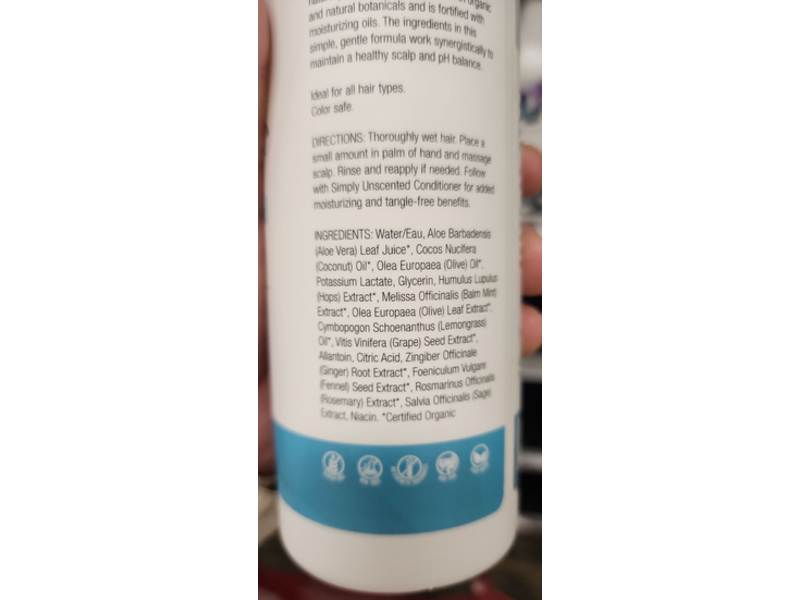 organic
and natural botanicals and is fortified with
moisturizing oils. The ingredients in this
simple, gentle formula work synergistically to
maintain a healthy scalp and pH balance.
Ideal for all hair types.
Color safe.
DIRECTIONS: Thoroughly wet hair. Place a
small amount in palm of hand and massage
scalp. Rinse and reapply if needed. Follow
with Simply Unscented Conditioner for added
moisturizing and tangle-free benefits.
INGREDIENTS: Water/Eau, Aloe Barbadensis
(Aloe Vera) Leaf Juice*, Cocos Nucifera
(Coconut) Oil*, Olea Europaea (Olive) Oil*,
Potassium Lactate, Glycerin, Humulus Lupulus
(Hops) Extract*, Melissa Officinalis (Balm Mint)
Extract*, Olea Europaea (Olive) Leaf Extract*,
Cymbopogon Schoenanthus (Lemongrass)
Oil*, Vitis Vinifera (Grape) Seed Extract*,
Allantoin, Citric Acid, Zingiber Officinale
(Ginger) Root Extract*, Foeniculum Vulgare
(Fennel) Seed Extract*, Rosmarinus Officinalis
(Rosemary) Extract*, Salvia Officinalis (Sage)
Extract, Niacin. *Certified Organic